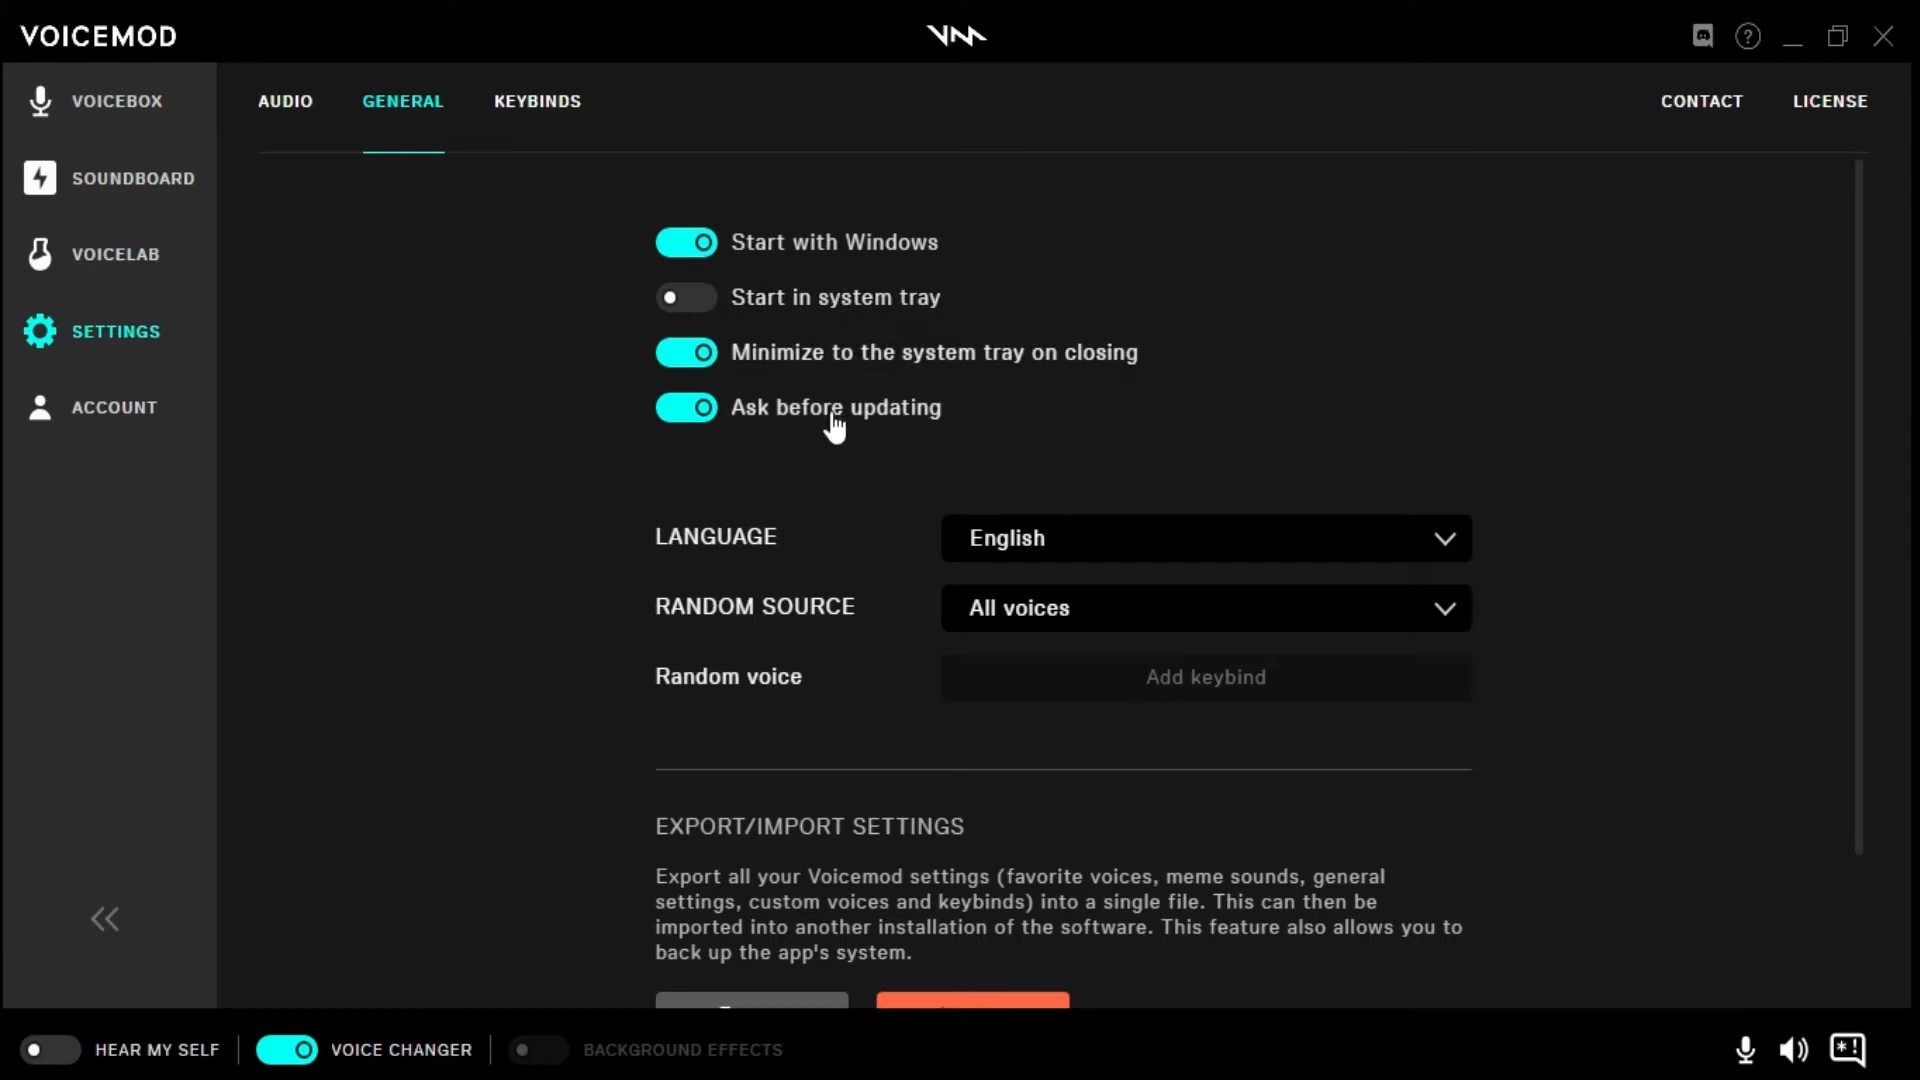 VOICEMOD
VOICEBOX
SOUNDBOARD
VOICELAB
SETTINGS
ACCOUNT
AUDIO
GENERAL
KEYBINDS
CONTACT
LICENSE
Start with Windows
Start in system tray
Minimize to the system tray on closing
Ask before updating
LANGUAGE
English
RANDOM SOURCE
All voices
Random voice
Add keybind
EXPORT/IMPORT SETTINGS
Export all your Voicemod settings (favorite voices, meme sounds, general
settings, custom voices and keybinds) into a single file. This can then be
imported into another installation of the software. This feature also allows you to
back up the app's system.
HEAR MY SELF
VOICE CHANGER
BACKGROUND EFFECTS